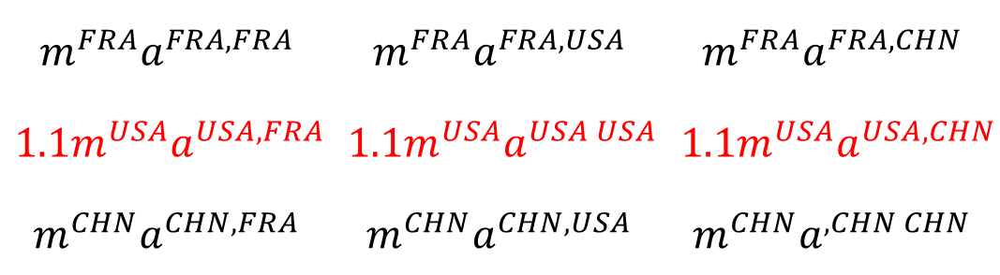 m^{FRA}a^{FRA,FRA} m^{FRA}a^{FRA,USA} m^{FRA}a^{FRA,CHN}
1.1m^{USA}a^{USA,FRA} 1.1m^{USA}a^{USA USA} 1.1m^{USA}a^{USA,CHN}
m^{CHN}a^{CHN,FRA} m^{CHN}a^{CHN,USA} m^{CHN}a^{,CHN CHN}